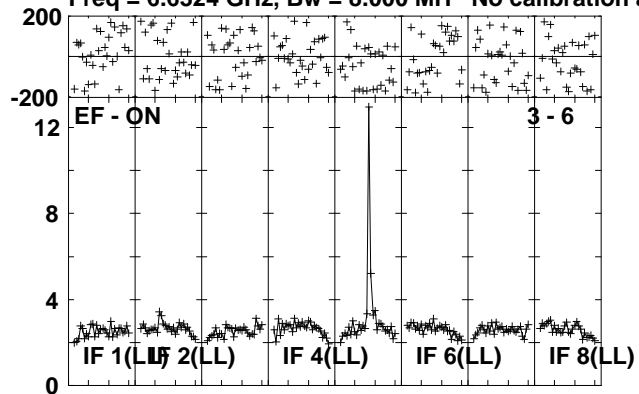 Freq = 6.6524 GHz, Bw = 8.000 MH No calibration a
200
-200
EF - ON 3 - 6
12
8
4
IF 1(LL) IF 2(LL) IF 4(LL) IF 6(LL) IF 8(LL)
0